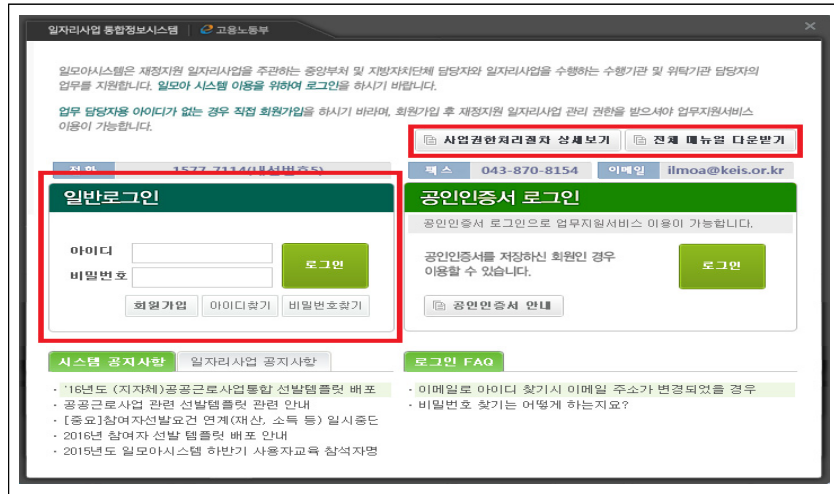 일자리사업 통합정보시스템 고용노동부
일모아시스템은 재정지원 일자리사업을 주관하는 중앙부처 및 지방자치단체 담당자와 일자리사업을 수행하는 수행기관 및 위탁기관 담당자의
업무를 지원합니다. 일모아 시스템 이용을 위하여 로그인을 하시기 바랍니다.
업무 담당자용 아이디가 없는 경우 직접 회원가입을 하시기 바라며, 회원가입 후 재정지원 일자리사업 관리 권한을 받으셔야 업무지원서비스
이용이 가능합니다.
사업권한처리절차 상세보기 전체 매뉴얼 다운받기
전 화 1577-7114(내선번호5) 팩 스 043-870-8154 이메일 ilmoa@keis.or.kr
일반로그인
아이디
비밀번호
로그인
회원가입 아이디찾기 비밀번호찾기
공인인증서 로그인
공인인증서 로그인으로 업무지원서비스 이용이 가능합니다.
공인인증서를 저장하신 회원인 경우
이용할 수 있습니다.
로그인
공인인증서 안내
시스템 공지사항 일자리사업 공지사항
· '16년도 (지자체)공공근로사업통합 선발템플릿 배포
· 공공근로사업 관련 선발템플릿 관련 안내
· [중요]참여자선발요건 연계(재산, 소득 등) 일시중단
· 2016년 참여자 선발 템플릿 배포 안내
· 2015년도 일모아시스템 하반기 사용자교육 참석자명
로그인 FAQ
· 이메일로 아이디 찾기시 이메일 주소가 변경되었을 경우
· 비밀번호 찾기는 어떻게 하는지요?